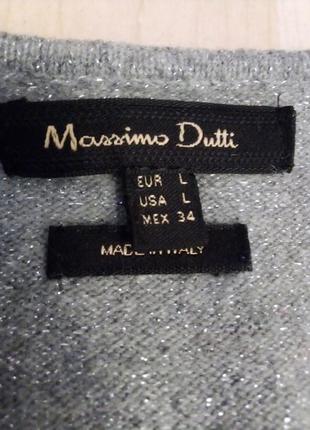 Massimo Dutti
EUR L
USA L
MEX 34
MADE IN ITALY